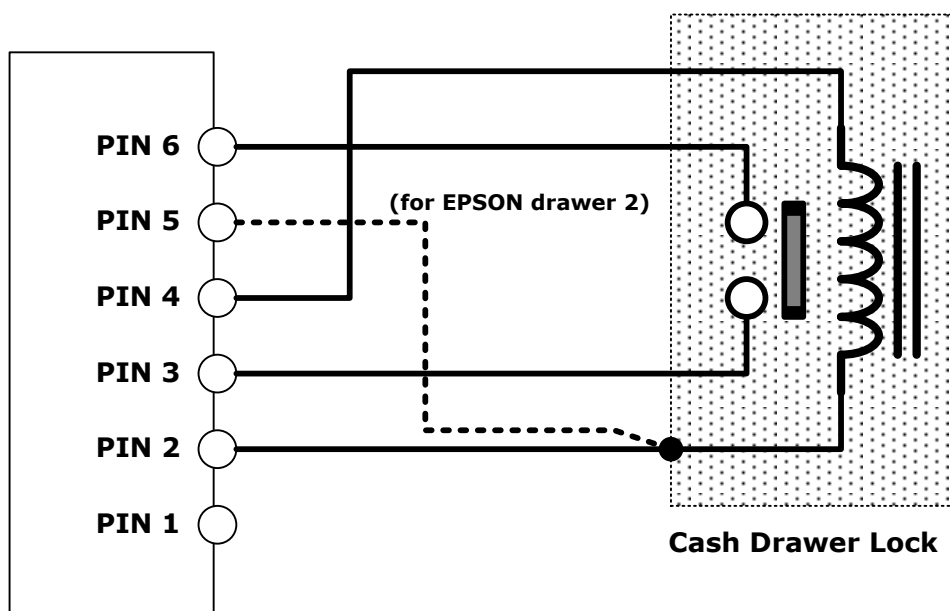 PIN 6
(for EPSON drawer 2)
PIN 5
PIN 4
PIN 3
PIN 2
PIN 1
Cash Drawer Lock